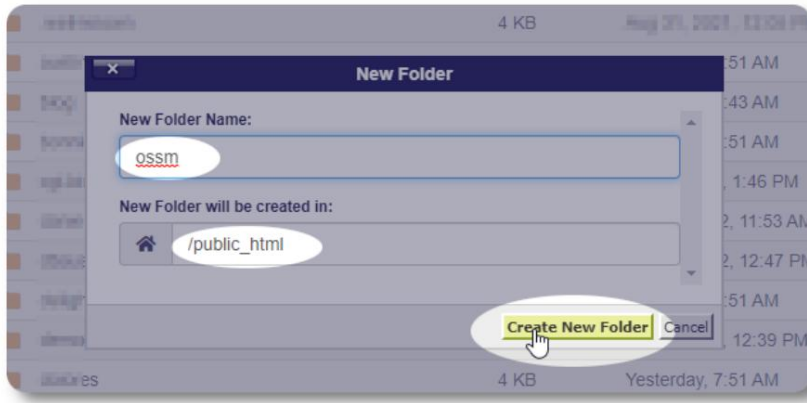 4 KB
:51 AM
New Folder
:43 AM
New Folder Name:
:51 AM
ossm
, 1:46 PM
New Folder will be created in:
2, 11:53 AM
/public_html
2, 12:47 PM
:51 AM
Create New Folder Cancel
12:39 PM
4 KB Yesterday, 7:51 AM